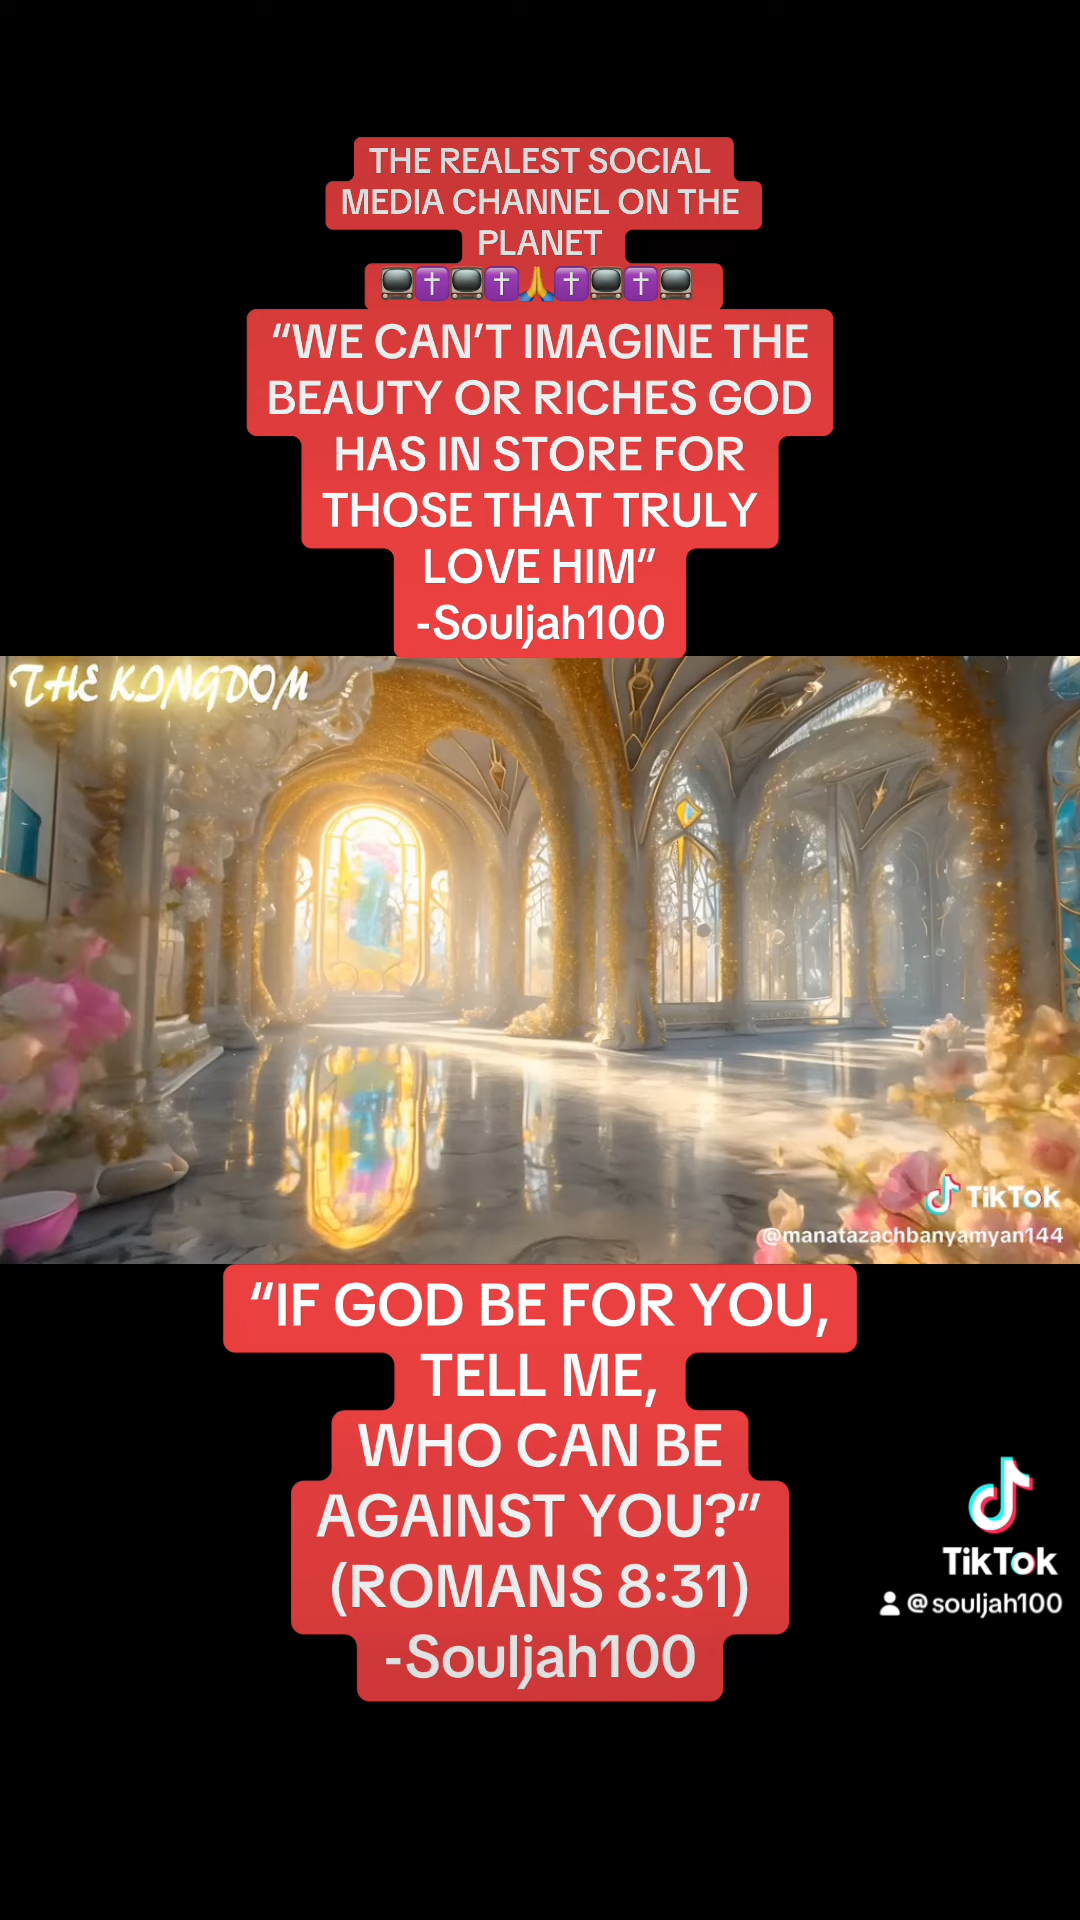 THE REALEST SOCIAL
MEDIA CHANNEL ON THE
PLANET
📺✝️📺✝️🙏✝️📺✝️📺
“WE CAN’T IMAGINE THE
BEAUTY OR RICHES GOD
HAS IN STORE FOR
THOSE THAT TRULY
LOVE HIM”
-Souljah100
THE KINGDOM
TikTok
@manatazachbanyamyan144
“IF GOD BE FOR YOU,
TELL ME,
WHO CAN BE
AGAINST YOU?”
(ROMANS 8:31)
-Souljah100
TikTok
@souljah100